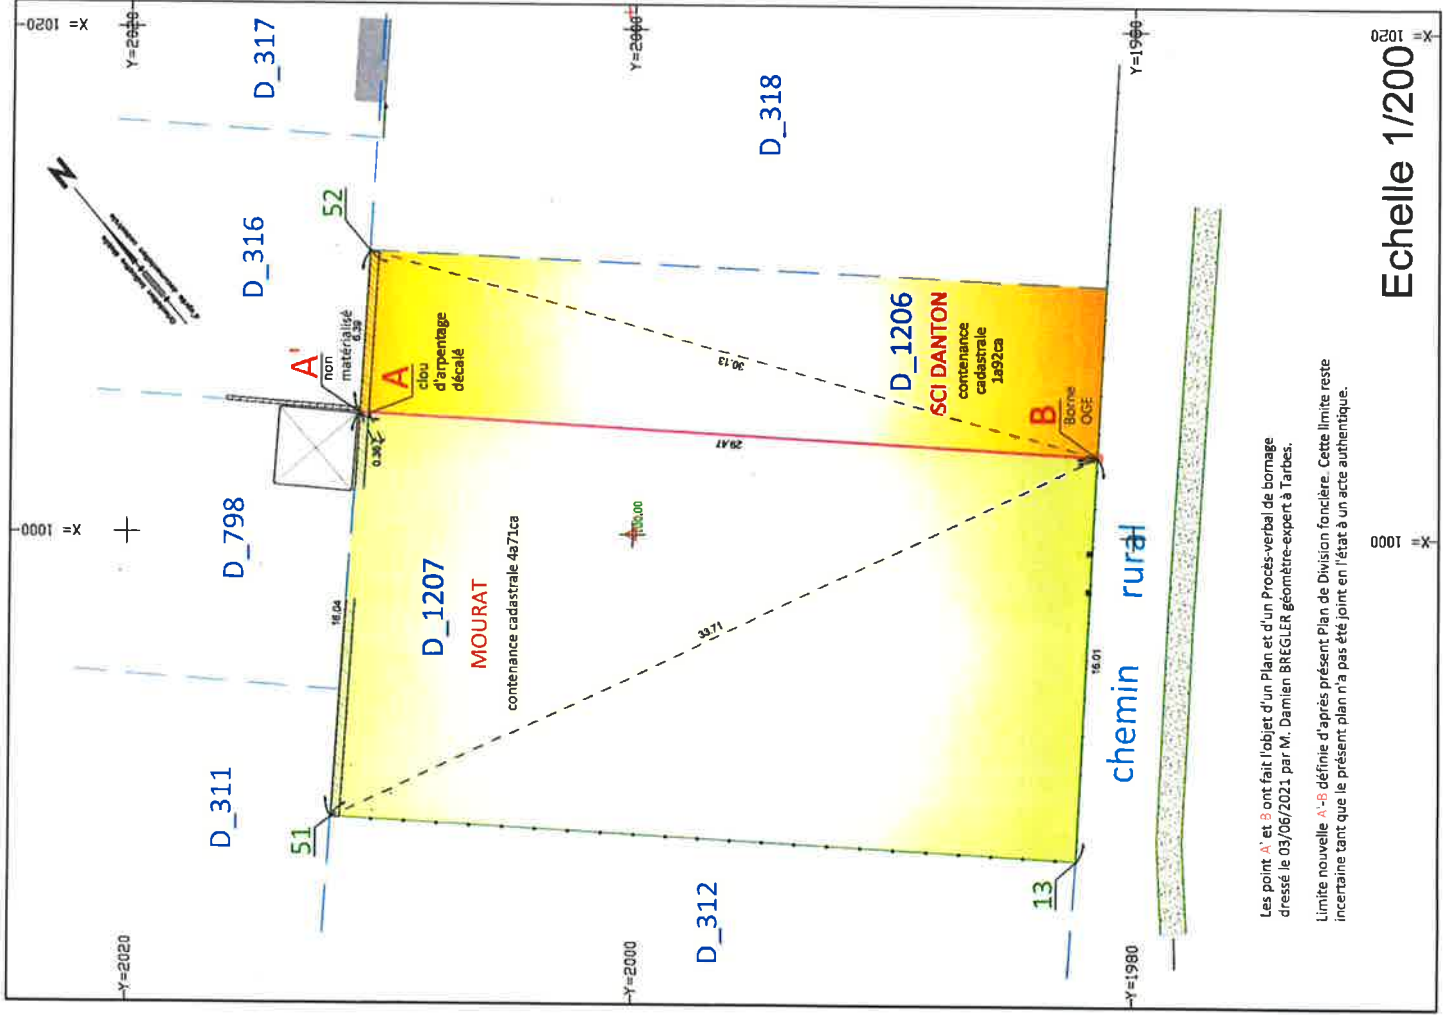 X= 1020
X= 1000
Y=2020
Y=2000
Y=1980
Y=2020
Y=2000
X= 1020
X= 1000
N
D_311
D_798
D_316
D_317
D_318
D_312
51
52
13
A'
non
matérialisé
6.39
A
clou
d'arpentage
décalé
16.04
D_1207
MOURAT
contenance cadastrale 4a71ca
33.71
29.47
30.13
100.00
D_1206
SCI DANTON
contenance
cadastrale
1a92ca
B
Borne
OGE
16.01
chemin rural
Les point A' et B ont fait l'objet d'un Plan et d'un Procès-verbal de bornage
dressé le 03/06/2021 par M. Damien BREGLER géomètre-expert à Tarbes.
Limite nouvelle A'-B définie d'après présent Plan de Division foncière. Cette limite reste
incertaine tant que le présent plan n'a pas été joint en l'état à un acte authentique.
Echelle 1/200